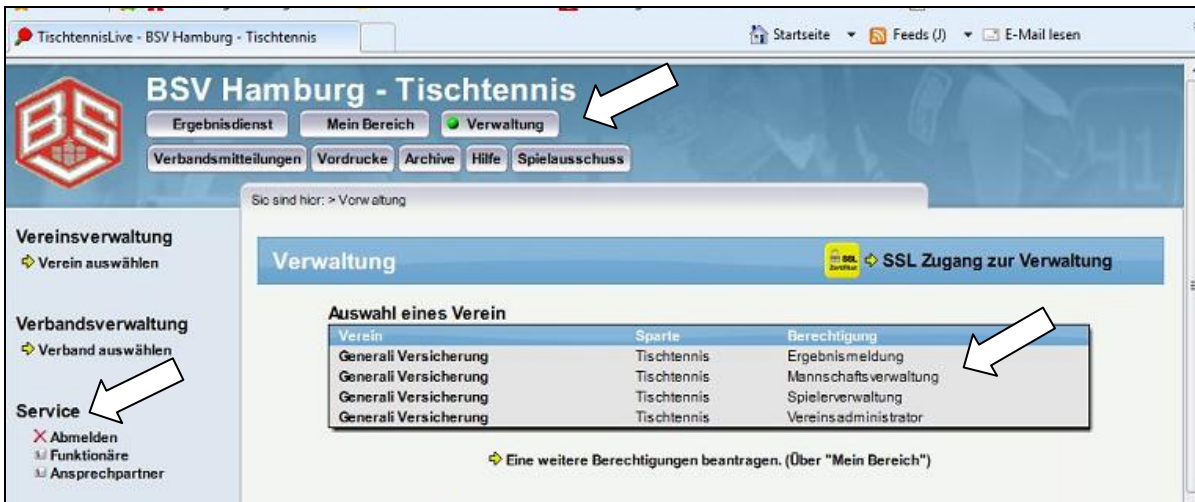 TischtennisLive - BSV Hamburg - Tischtennis
Startseite
Feeds (J)
E-Mail lesen
BS
BSV Hamburg - Tischtennis
Ergebnisdienst
Mein Bereich
Verwaltung
Verbandsmitteilungen
Vordrucke
Archive
Hilfe
Spielausschuss
Sie sind hier: > Verwaltung
Vereinsverwaltung
Verein auswählen
Verbandsverwaltung
Verband auswählen
Service
Abmelden
Funktionäre
Ansprechpartner
Verwaltung
SSL Zertifikat
SSL Zugang zur Verwaltung
Auswahl eines Verein
Verein Sparte Berechtigung
Generali Versicherung Tischtennis Ergebnismeldung
Generali Versicherung Tischtennis Mannschaftsverwaltung
Generali Versicherung Tischtennis Spielerverwaltung
Generali Versicherung Tischtennis Vereinsadministrator
Eine weitere Berechtigungen beantragen. (Über "Mein Bereich")